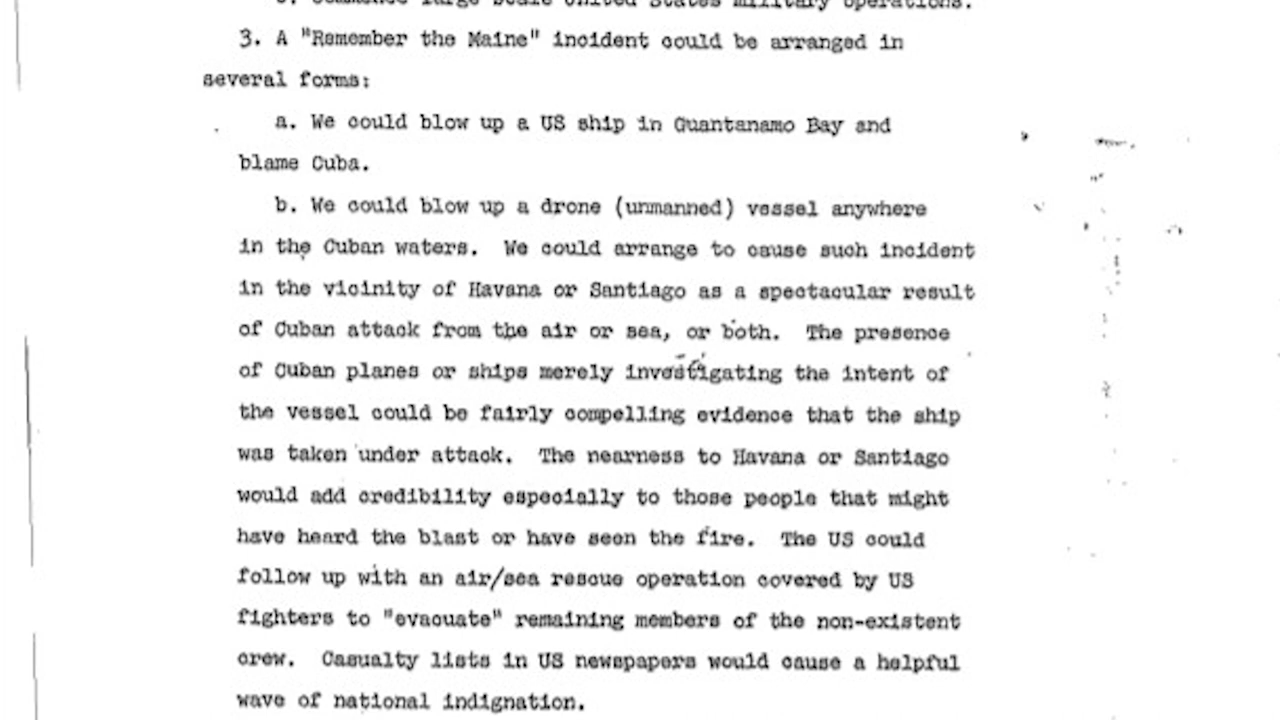 c. Commence large scale United States military operations.
3. A "Remember the Maine" incident could be arranged in
several forms:
a. We could blow up a US ship in Guantanamo Bay and
blame Cuba.
b. We could blow up a drone (unmanned) vessel anywhere
in the Cuban waters. We could arrange to cause such incident
in the vicinity of Havana or Santiago as a spectacular result
of Cuban attack from the air or sea, or both. The presence
of Cuban planes or ships merely investigating the intent of
the vessel could be fairly compelling evidence that the ship
was taken under attack. The nearness to Havana or Santiago
would add credibility especially to those people that might
have heard the blast or have seen the fire. The US could
follow up with an air/sea rescue operation covered by US
fighters to "evacuate" remaining members of the non-existent
crew. Casualty lists in US newspapers would cause a helpful
wave of national indignation.